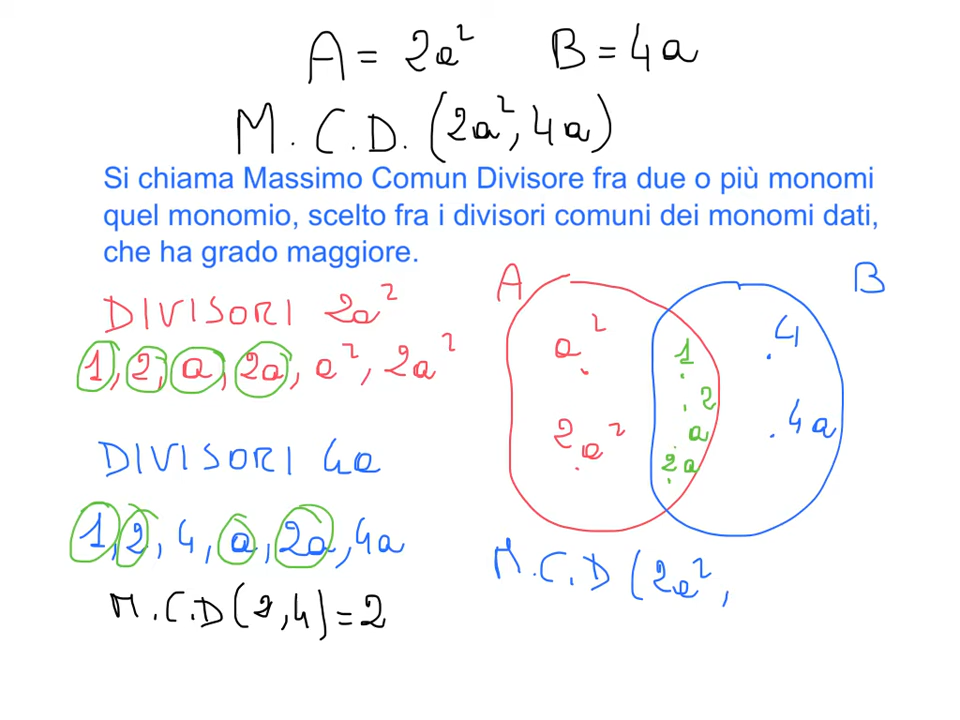 A = 2a² B = 4a
M.C.D. (2a², 4a)
Si chiama Massimo Comun Divisore fra due o più monomi
quel monomio, scelto fra i divisori comuni dei monomi dati,
che ha grado maggiore.
DIVISORI 2a²
1, 2, a, 2a, a², 2a²
DIVISORI 4a
1, 2, 4, a, 2a, 4a
M.C.D (2,4) = 2
A B
a² 1 4
2 4a
2a² a
2a
M.C.D (2a²,